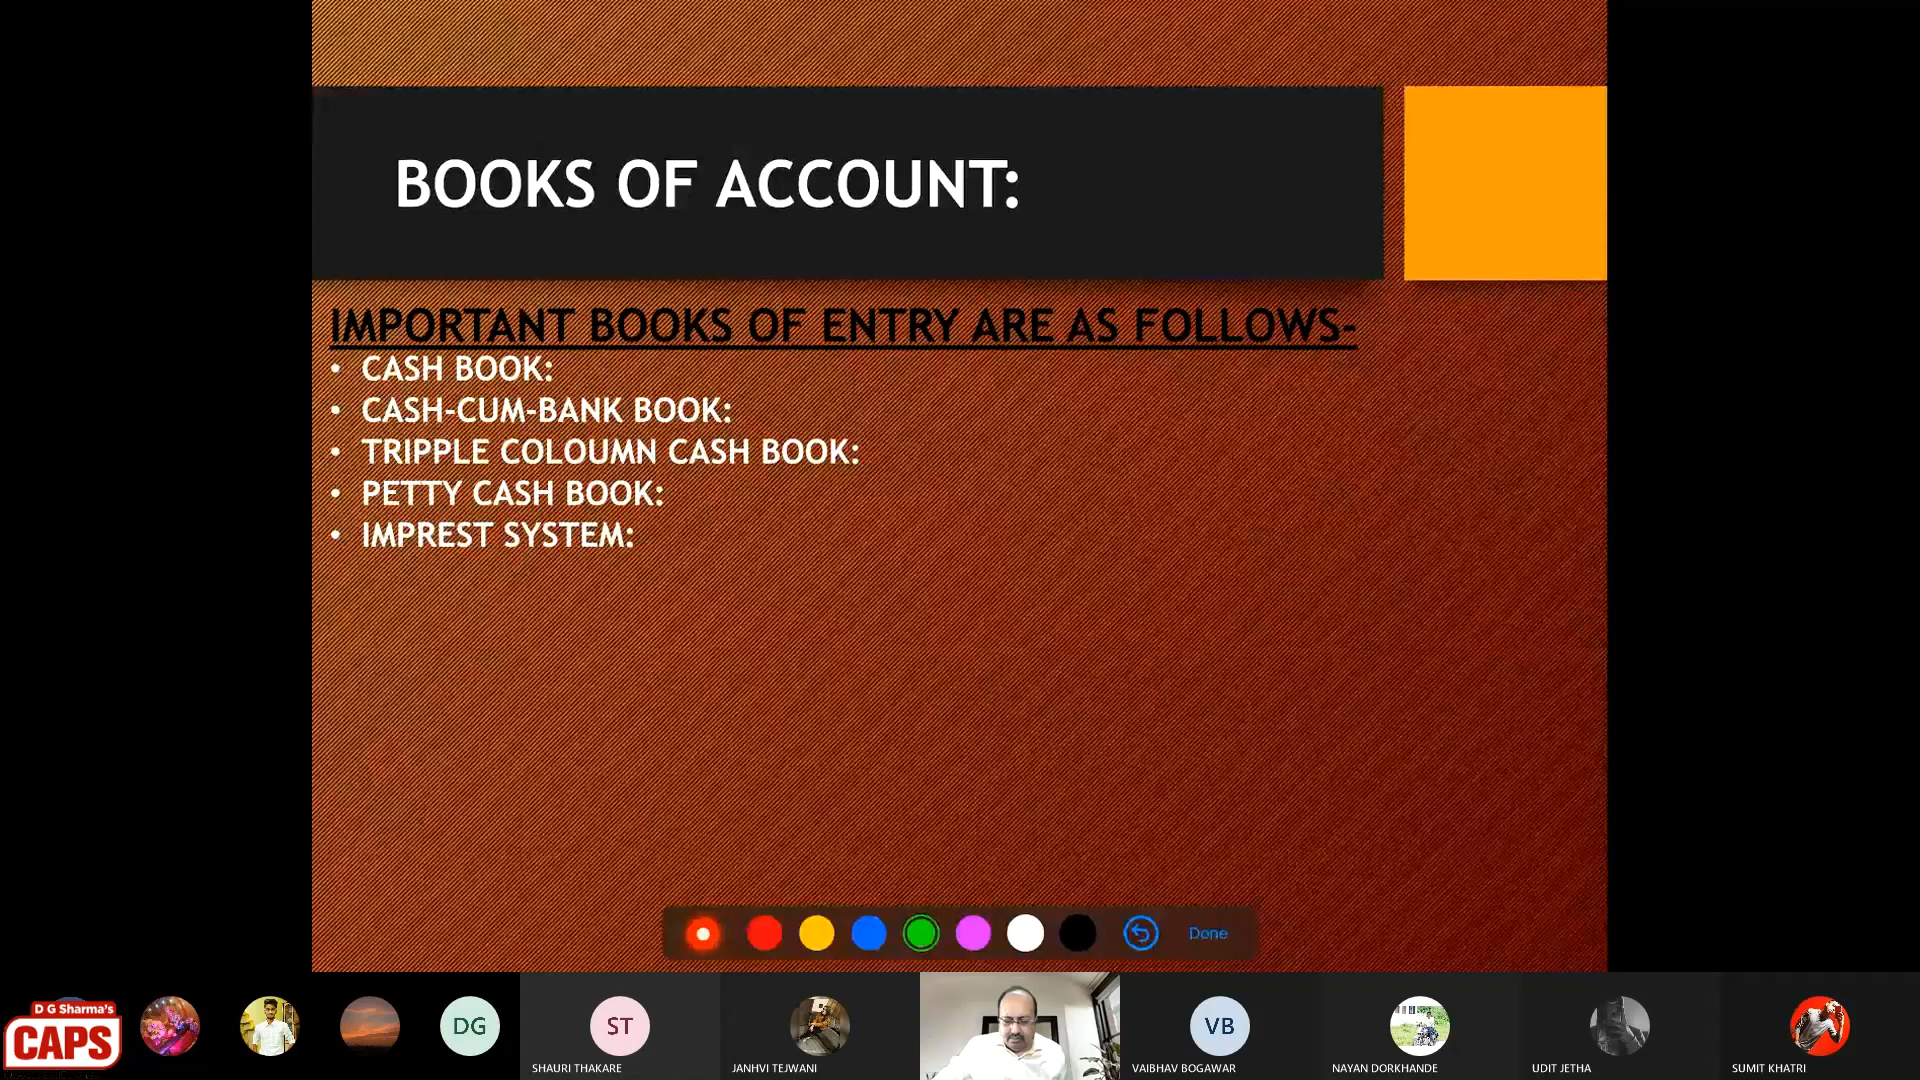 BOOKS OF ACCOUNT:
IMPORTANT BOOKS OF ENTRY ARE AS FOLLOWS-
• CASH BOOK:
• CASH-CUM-BANK BOOK:
• TRIPPLE COLOUMN CASH BOOK:
• PETTY CASH BOOK:
• IMPREST SYSTEM:
Done
D G Sharma's
CAPS
DG
ST
VB
SHAURI THAKARE
JANHVI TEJWANI
VAIBHAV BOGAWAR
NAYAN DORKHANDE
UDIT JETHA
SUMIT KHATRI